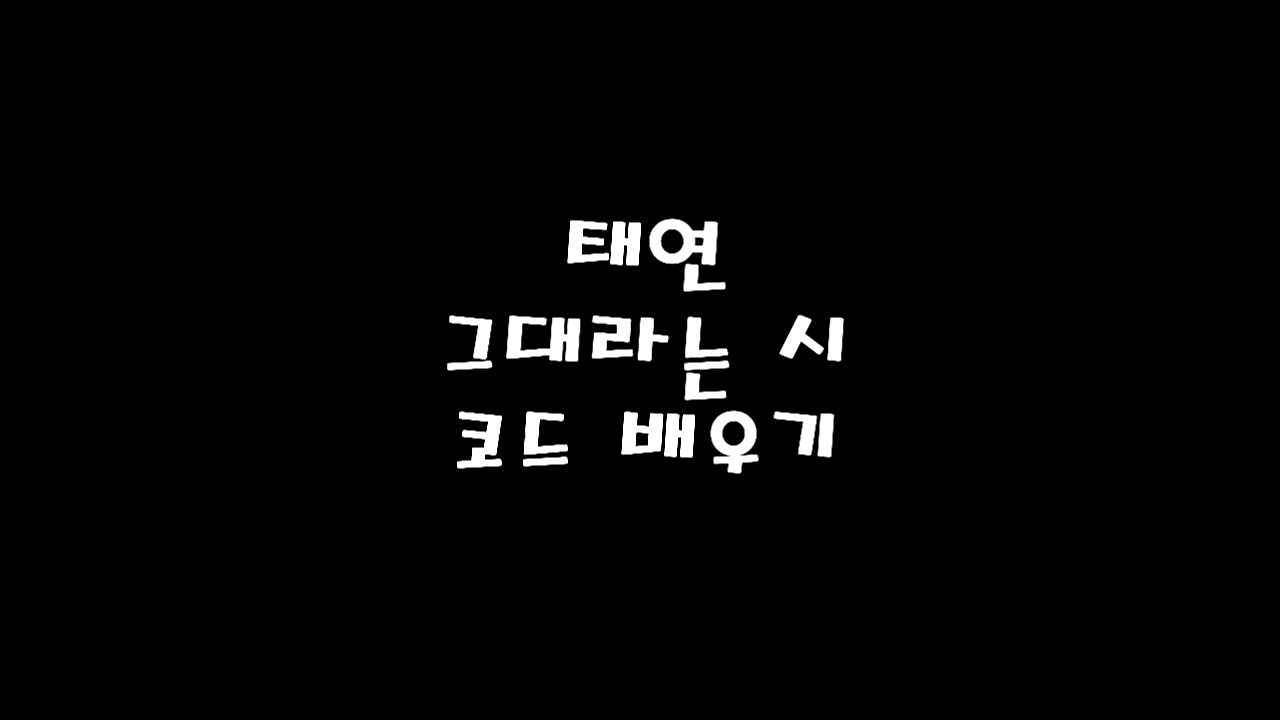 태연
그대라는 시
코드 배우기